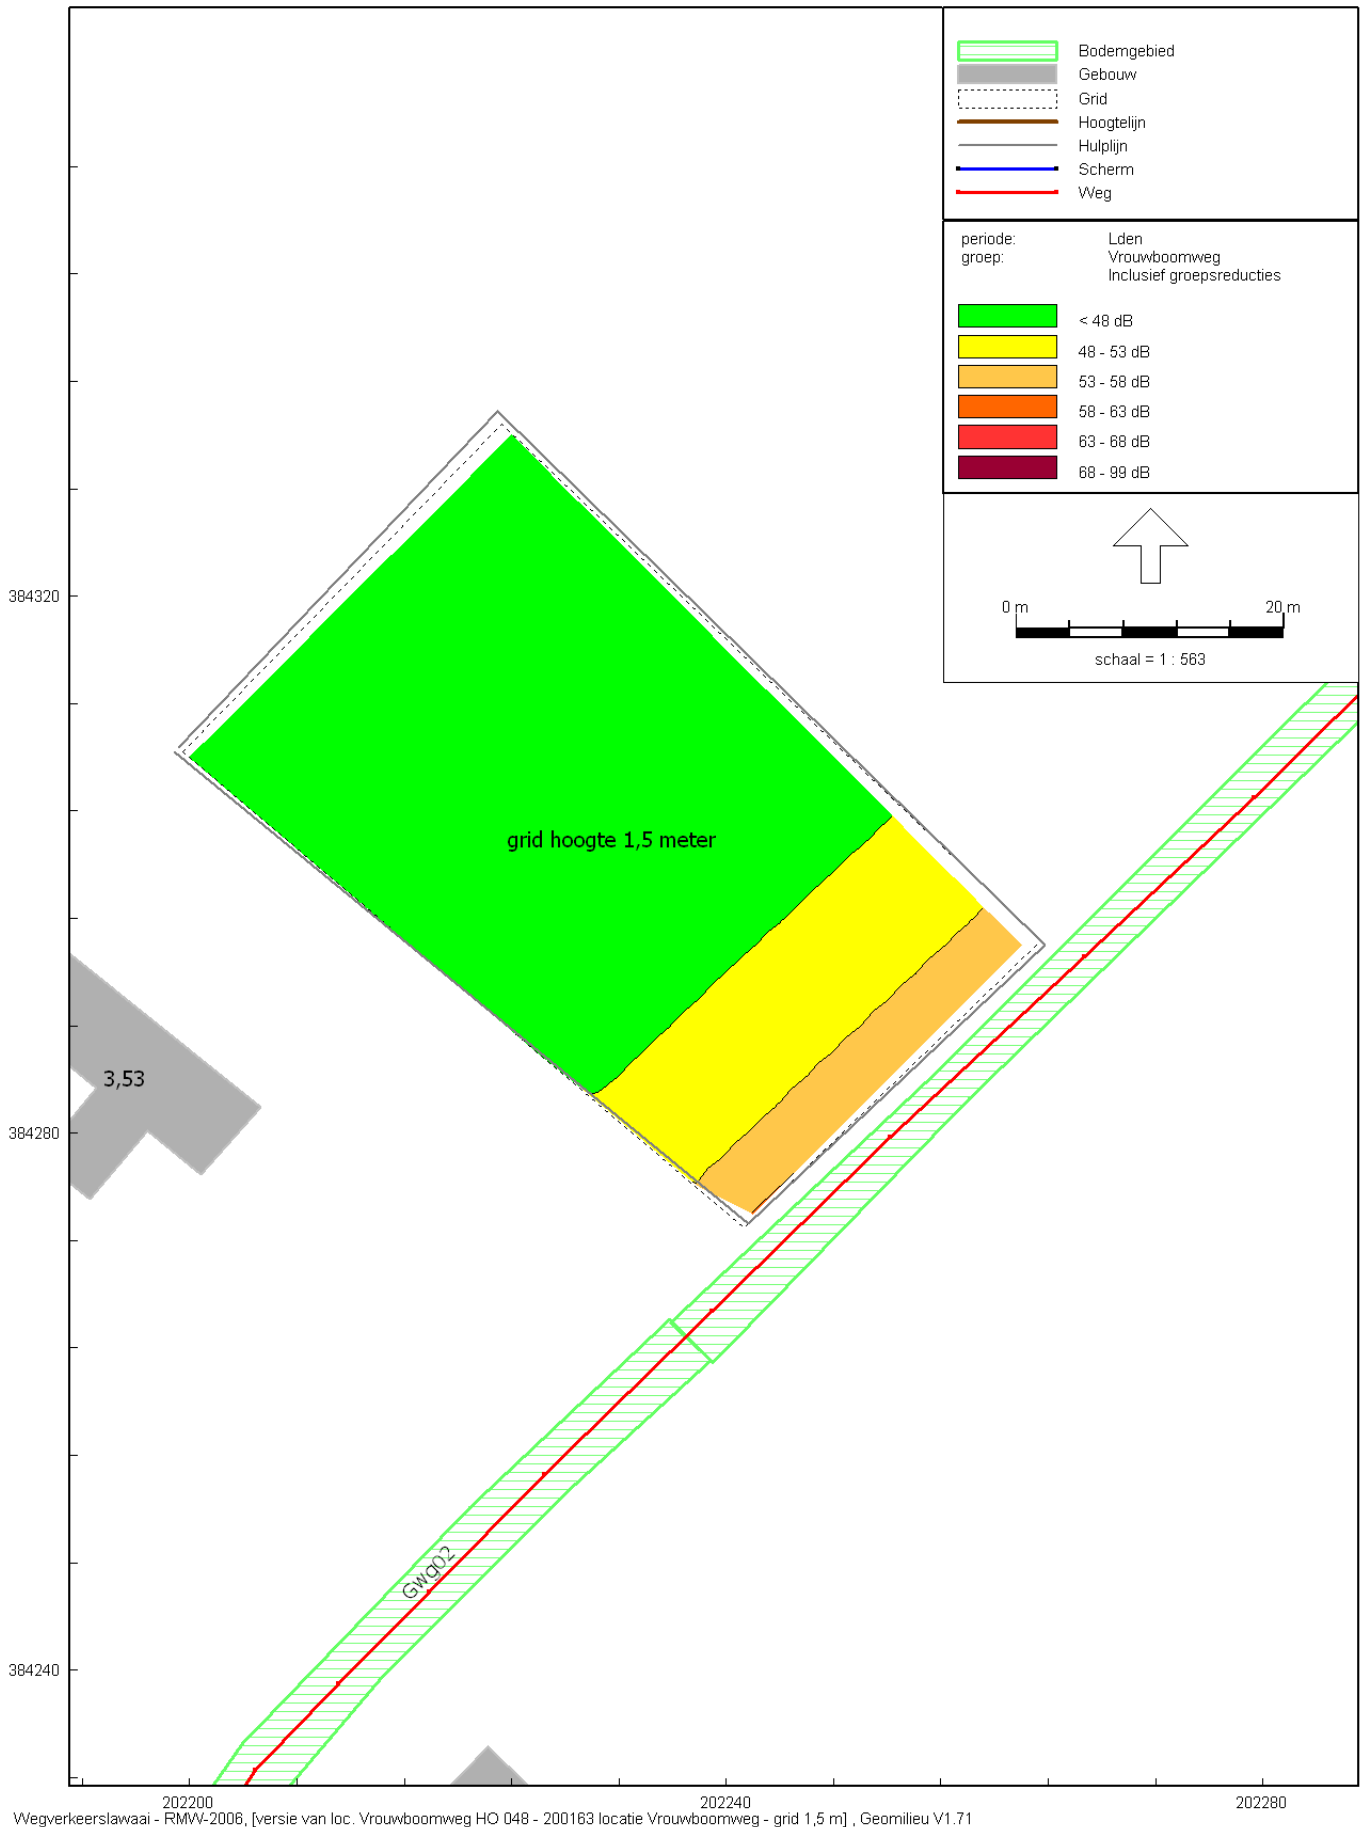 Bodemgebied
Gebouw
Grid
Hoogtelijn
Hulplijn
Scherm
Weg
periode: Lden
groep: Vrouwboomweg
Inclusief groepsreducties
< 48 dB
48 - 53 dB
53 - 58 dB
58 - 63 dB
63 - 68 dB
68 - 99 dB
0 m 20 m
schaal = 1 : 563
384320
grid hoogte 1,5 meter
3,53
384280
Gwg02
384240
202200 202240 202280
Wegverkeerslawaai - RMW-2006, [versie van loc. Vrouwboomweg HO 048 - 200163 locatie Vrouwboomweg - grid 1,5 m] , Geomilieu V1.71